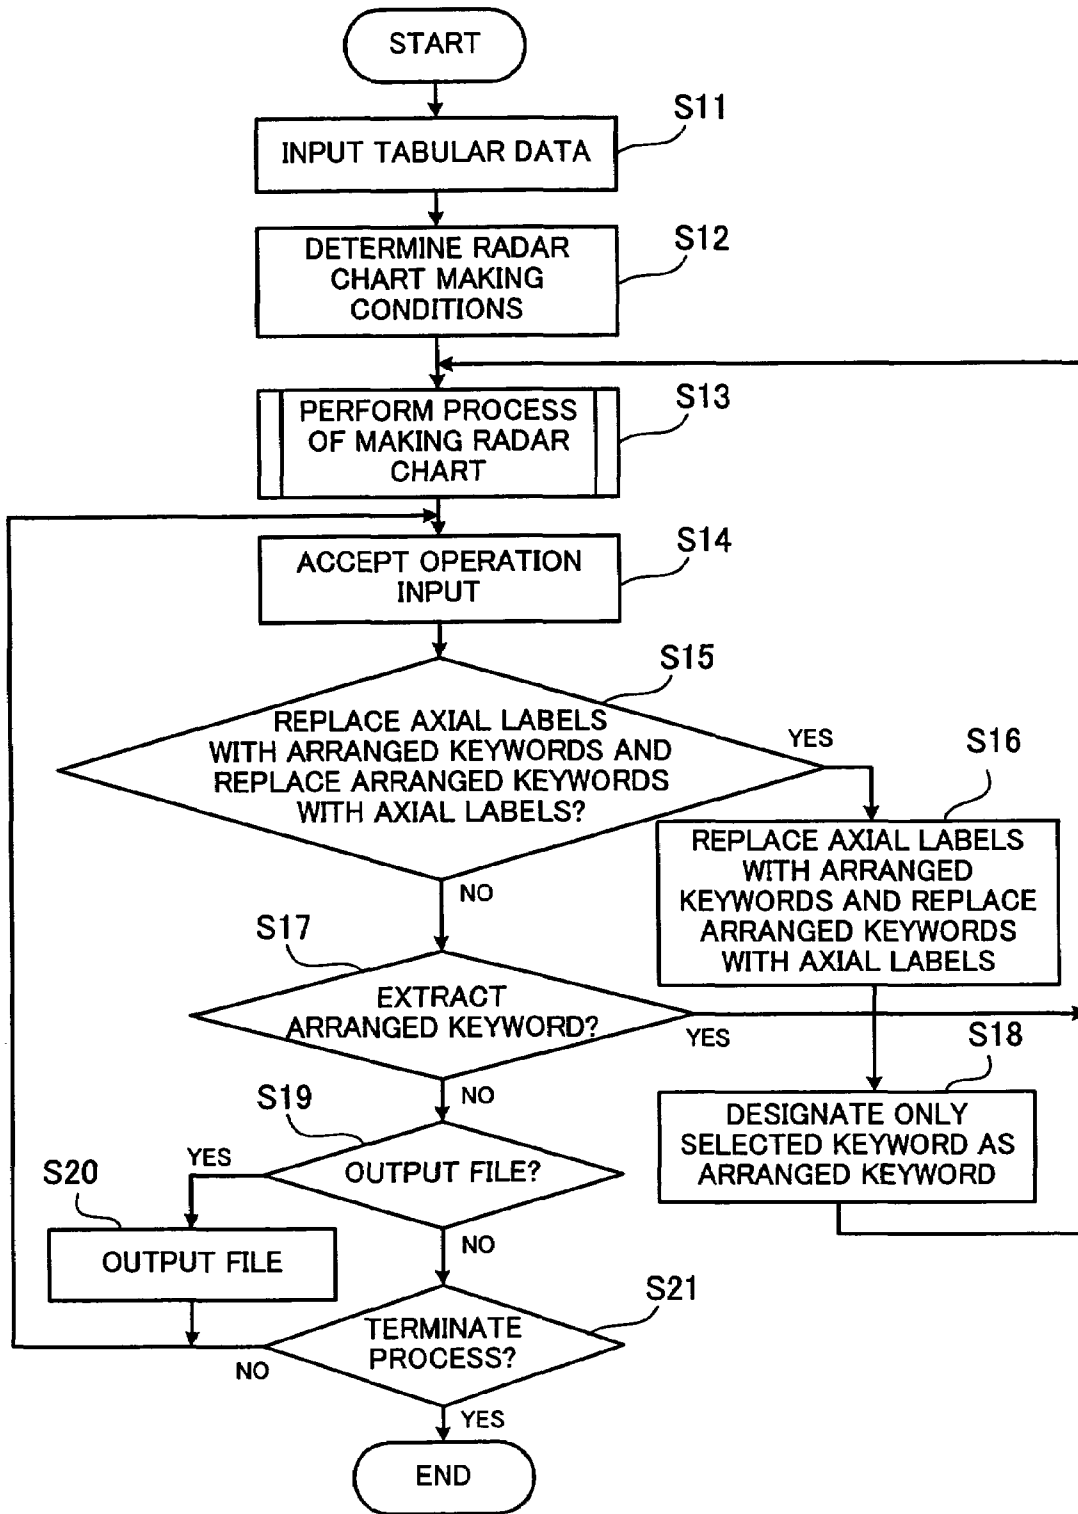 START
S11
INPUT TABULAR DATA
S12
DETERMINE RADAR
CHART MAKING
CONDITIONS
S13
PERFORM PROCESS
OF MAKING RADAR
CHART
S14
ACCEPT OPERATION
INPUT
S15
REPLACE AXIAL LABELS
WITH ARRANGED KEYWORDS AND
REPLACE ARRANGED KEYWORDS
WITH AXIAL LABELS?
YES
NO
S16
REPLACE AXIAL LABELS
WITH ARRANGED
KEYWORDS AND REPLACE
ARRANGED KEYWORDS
WITH AXIAL LABELS
S17
EXTRACT
ARRANGED KEYWORD?
YES
NO
S18
DESIGNATE ONLY
SELECTED KEYWORD AS
ARRANGED KEYWORD
S19
OUTPUT FILE?
YES
NO
S20
OUTPUT FILE
S21
TERMINATE
PROCESS?
NO
YES
END